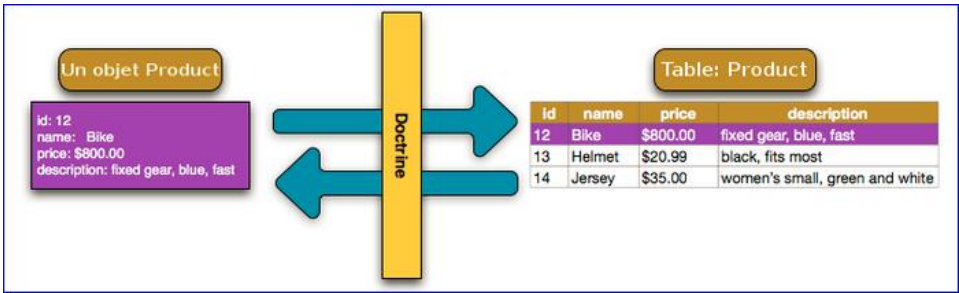 Un objet Product
id: 12
name: Bike
price: $800.00
description: fixed gear, blue, fast
Doctrine
Table: Product
id name price description
12 Bike $800.00 fixed gear, blue, fast
13 Helmet $20.99 black, fits most
14 Jersey $35.00 women's small, green and white